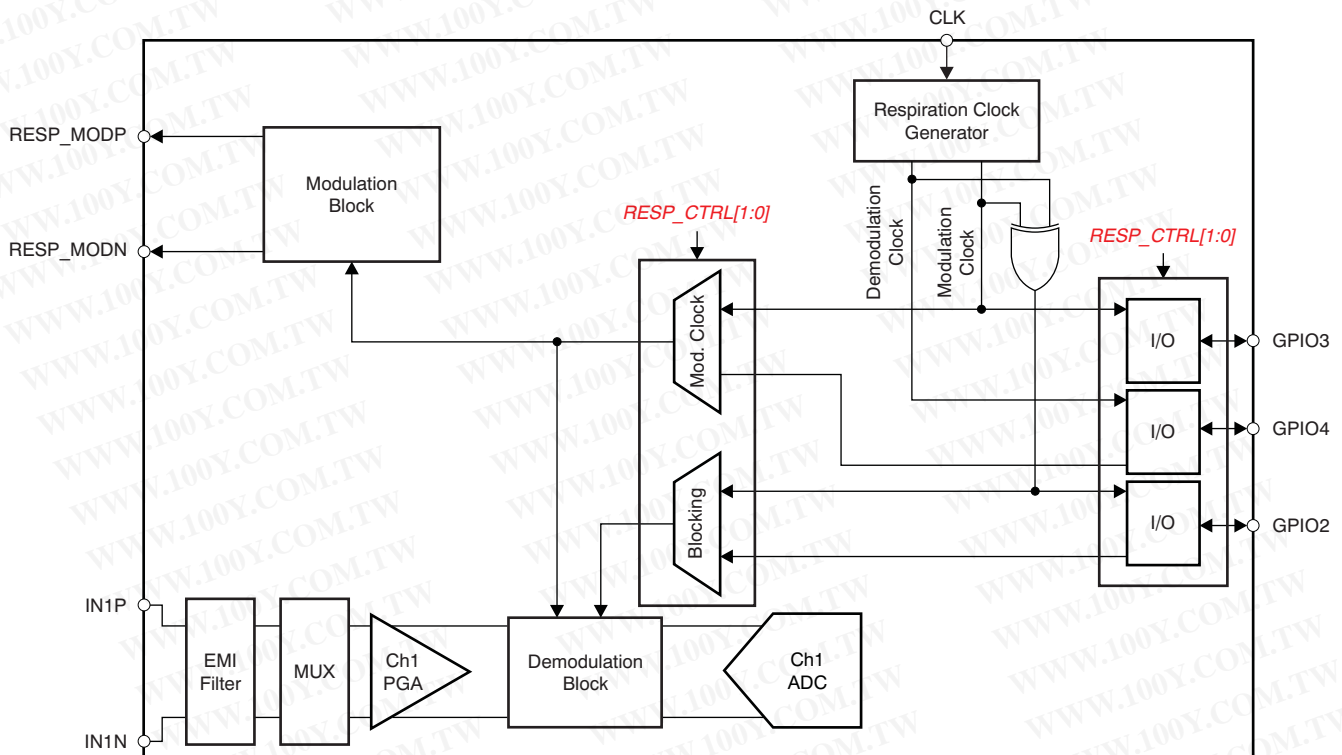 CLK
Respiration Clock
Generator
RESP_MODP
Modulation
Block
RESP_MODN
RESP_CTRL[1:0]
Demodulation
Clock
Modulation
Clock
RESP_CTRL[1:0]
Mod. Clock
I/O
GPIO3
I/O
GPIO4
Blocking
I/O
GPIO2
IN1P
EMI
Filter
MUX
Ch1
PGA
Demodulation
Block
Ch1
ADC
IN1N
WWW.100Y.COM.TW